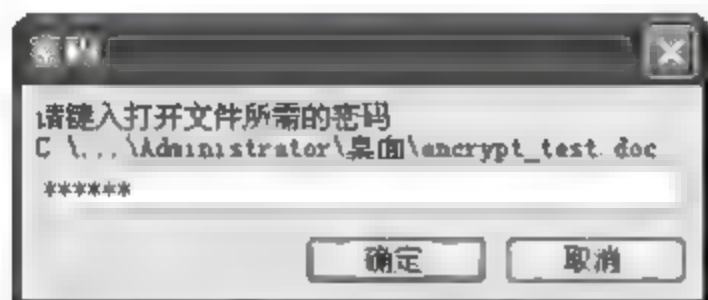 密码
请键入打开文件所需的密码
C \...\Administrator\桌面\encrypt_test.doc
******
确定
取消